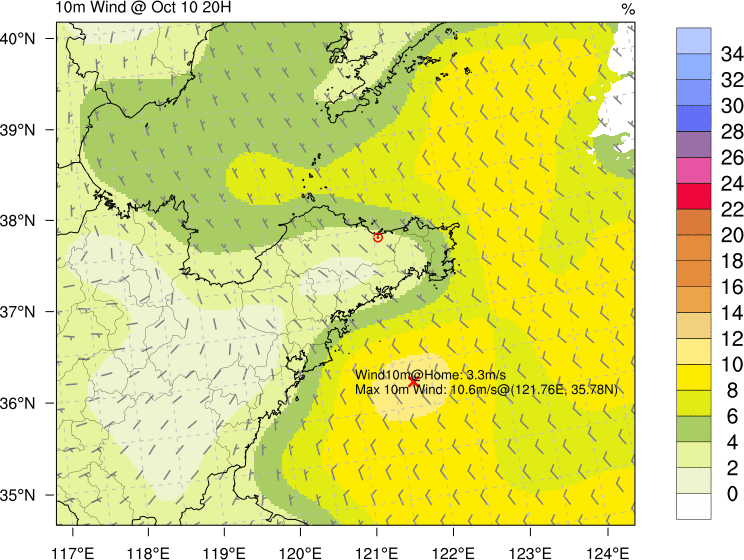 10m Wind @ Oct 10 20H
%
40°N
39°N
38°N
37°N
36°N
35°N
117°E
118°E
119°E
120°E
121°E
122°E
123°E
124°E
Wind10m@Home: 3.3m/s
Max 10m Wind: 10.6m/s@(121.76E, 35.78N)
34
32
30
28
26
24
22
20
18
16
14
12
10
8
6
4
2
0